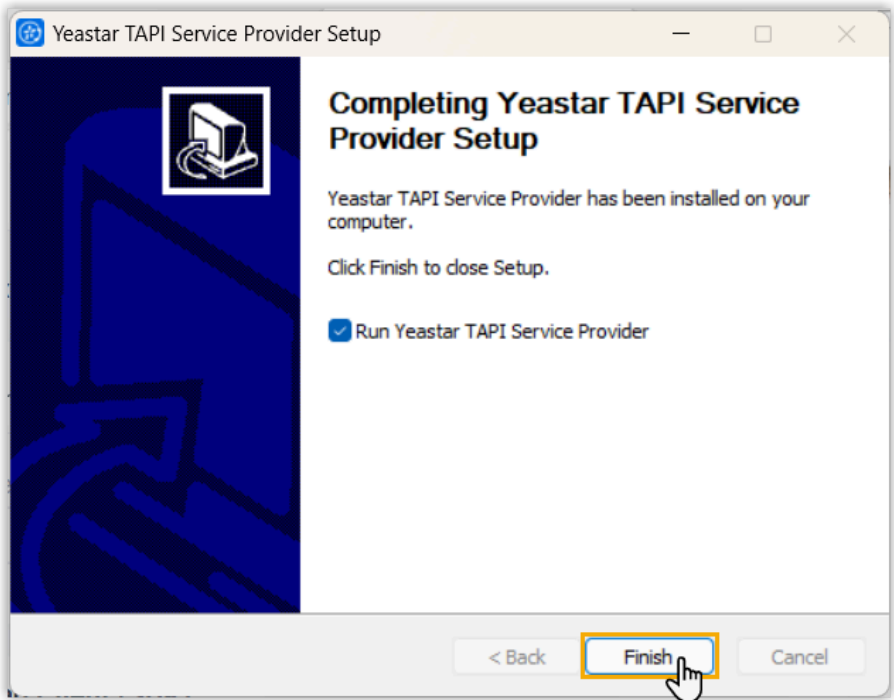 Yeastar TAPI Service Provider Setup
Completing Yeastar TAPI Service
Provider Setup
Yeastar TAPI Service Provider has been installed on your
computer.
Click Finish to close Setup.
Run Yeastar TAPI Service Provider
< Back
Finish
Cancel